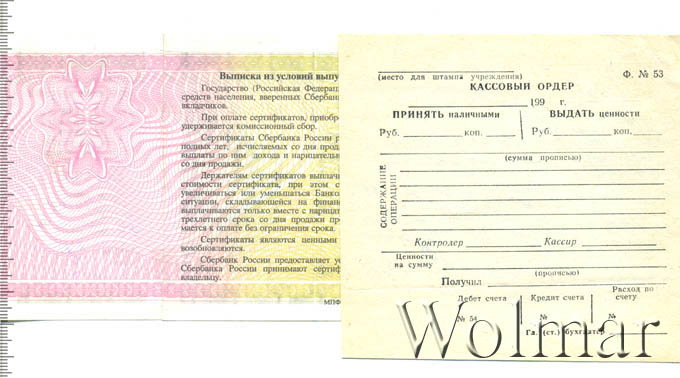 Выписка из условий выпу
Государство (Российская Федерац
средств населения, вверенных Сбербан
вкладчиков.
При оплате сертификатов, приобр
удерживается комиссионный сбор.
Сертификаты Сбербанка России р
полных лет, исчисляемых со дня прода
выплаты по ним дохода и нарицательн
со дня продажи.
Держателям сертификатов выплач
стоимости сертификата, при этом с
увеличиваться или уменьшаться Банко
ситуации, складывающейся на финан
выплачиваются только вместе с нарицат
трехлетнего срока со дня продажи пр
мается к оплате без ограничения срока.
Сертификаты являются ценными
возобновляются.
Сбербанк России предоставляет ус
Сбербанка России принимают сертиф
владельцу.
МПФ
(место для штампа учреждения)
Ф. № 53
КАССОВЫЙ ОРДЕР
199 г.
ПРИНЯТЬ наличными
ВЫДАТЬ ценности
Руб. коп.
Руб. коп.
(сумма прописью)
СОДЕРЖАНИЕ
ОПЕРАЦИИ
Контролер Кассир
Ценности
на сумму
(прописью)
Получил
Дебет счета
Кредит счета
Расход по
счету
№ 54
№
№
Гл. (ст.) бухгалтер
Wolmar